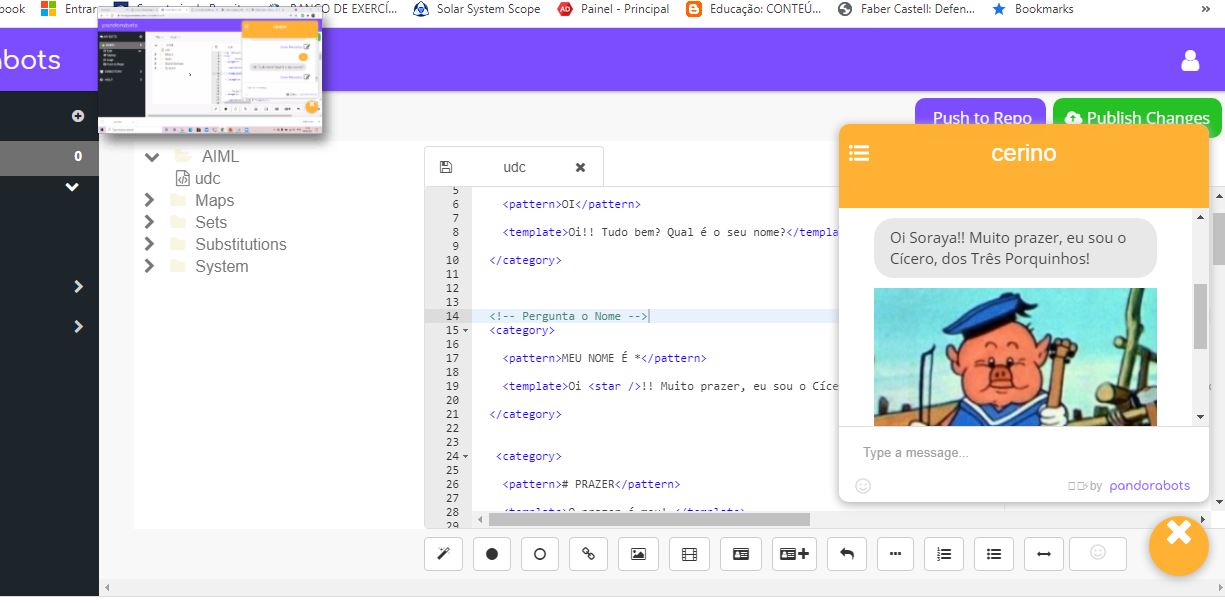 ook
Entrar
BANCO DE EXERCÍ...
Solar System Scope
AD
Painel - Principal
Educação: CONTEÚ...
Faber Castell: Defen...
Bookmarks
»
bots
pandorabots
cerino
0
Push to Repo
Publish Changes
AIML
udc
Maps
Sets
Substitutions
System
udc
5
6 <pattern>OI</pattern>
7
8 <template>Oi!! Tudo bem? Qual é o seu nome?</templa
9
10 </category>
11
12
13
14 <!-- Pergunta o Nome -->
15 <category>
16
17 <pattern>MEU NOME É *</pattern>
18
19 <template>Oi <star />!! Muito prazer, eu sou o Cíce
20
21 </category>
22
23
24 <category>
25
26 <pattern># PRAZER</pattern>
27
28 <template>O prazer é meu! </template>
29
cerino
Oi Soraya!! Muito prazer, eu sou o
Cícero, dos Três Porquinhos!
Type a message...
by pandorabots